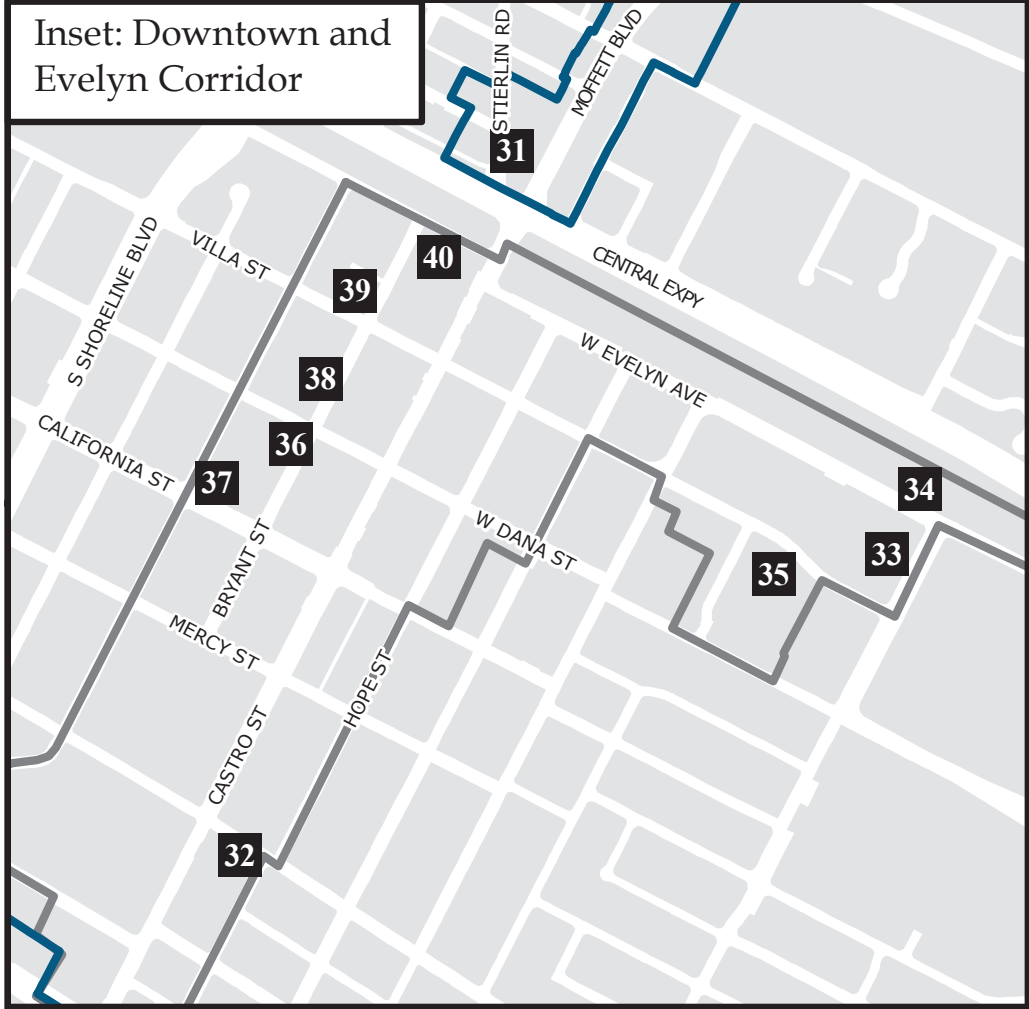 Inset: Downtown and
Evelyn Corridor
STIERLIN RD
MOFFETT BLVD
31
VILLA ST
S SHORELINE BLVD
40
CENTRAL EXPY
39
W EVELYN AVE
38
CALIFORNIA ST
36
37
34
W DANA ST
33
BRYANT ST
35
MERCY ST
HOPE ST
CASTRO ST
32